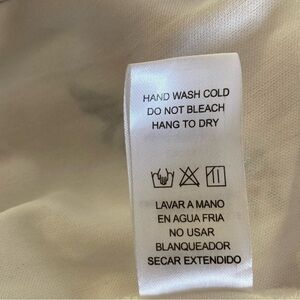 HAND WASH COLD
DO NOT BLEACH
HANG TO DRY
LAVAR A MANO
EN AGUA FRIA
NO USAR
BLANQUEADOR
SECAR EXTENDIDO